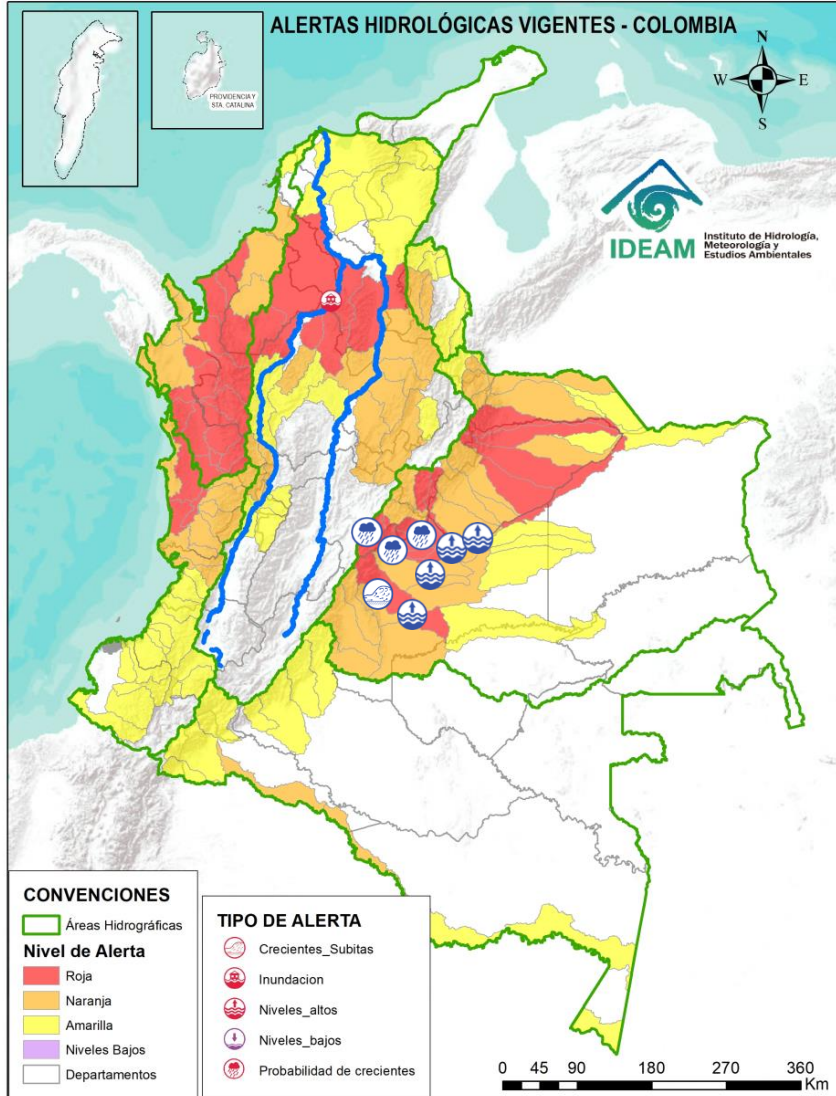 ALERTAS HIDROLÓGICAS VIGENTES - COLOMBIA
PROVIDENCIA Y
STA. CATALINA
N
W
E
S
IDEAM
Instituto de Hidrología,
Meteorología y
Estudios Ambientales
CONVENCIONES
Áreas Hidrográficas
Nivel de Alerta
Roja
Naranja
Amarilla
Niveles Bajos
Departamentos
TIPO DE ALERTA
Crecientes_Subitas
Inundacion
Niveles_altos
Niveles_bajos
Probabilidad de crecientes
0 45 90 180 270 360
Km